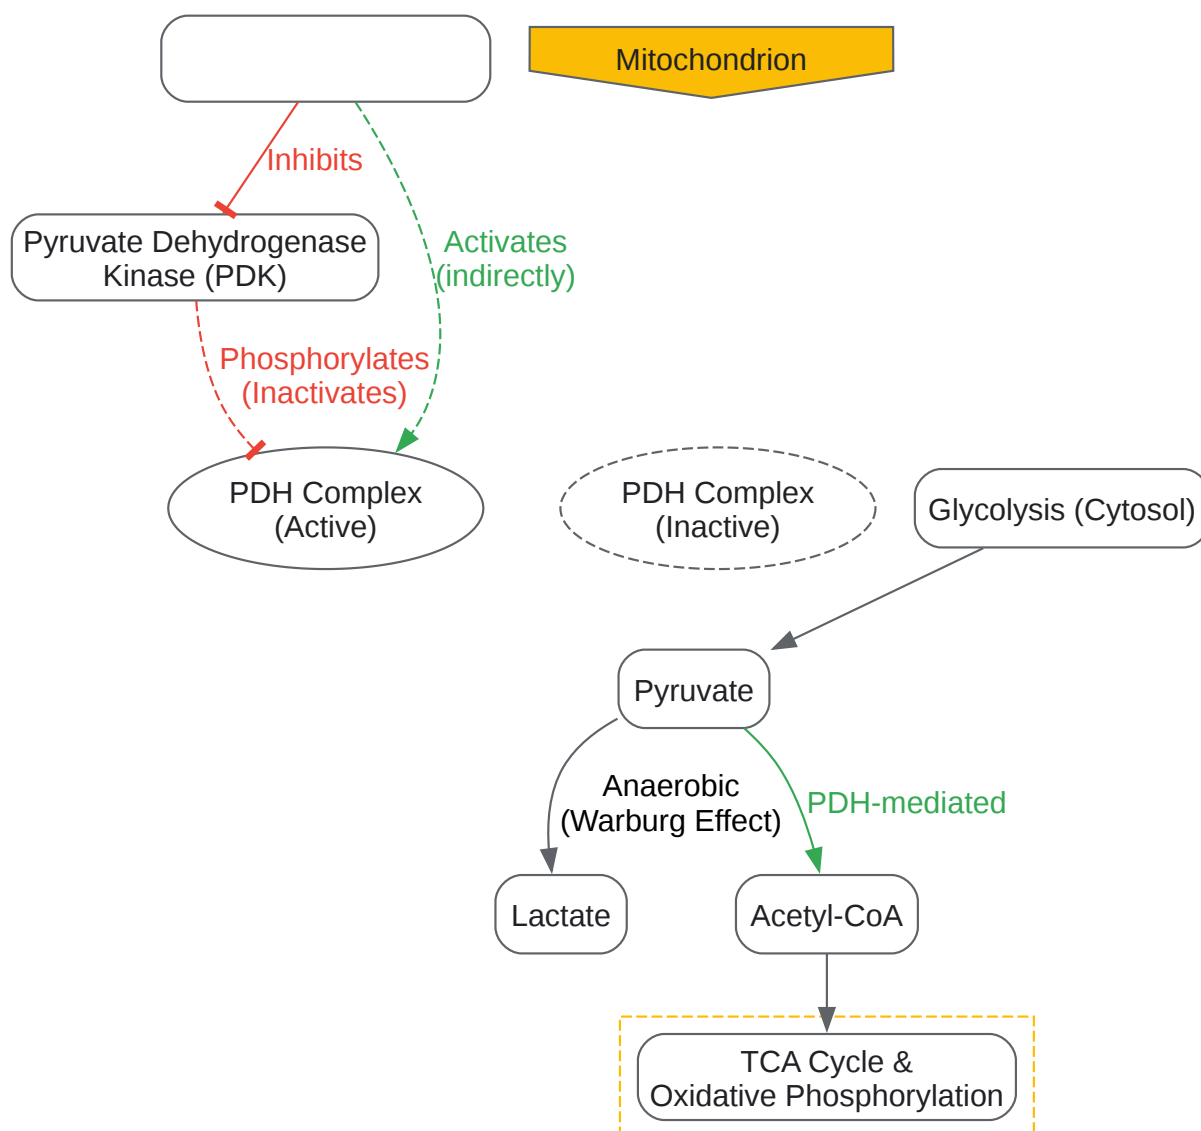 Mitochondrion
Inhibits
Pyruvate Dehydrogenase
Kinase (PDK)
Activates
(indirectly)
Phosphorylates
(Inactivates)
PDH Complex
(Active)
PDH Complex
(Inactive)
Glycolysis (Cytosol)
Pyruvate
Anaerobic
(Warburg Effect)
PDH-mediated
Lactate
Acetyl-CoA
TCA Cycle &
Oxidative Phosphorylation